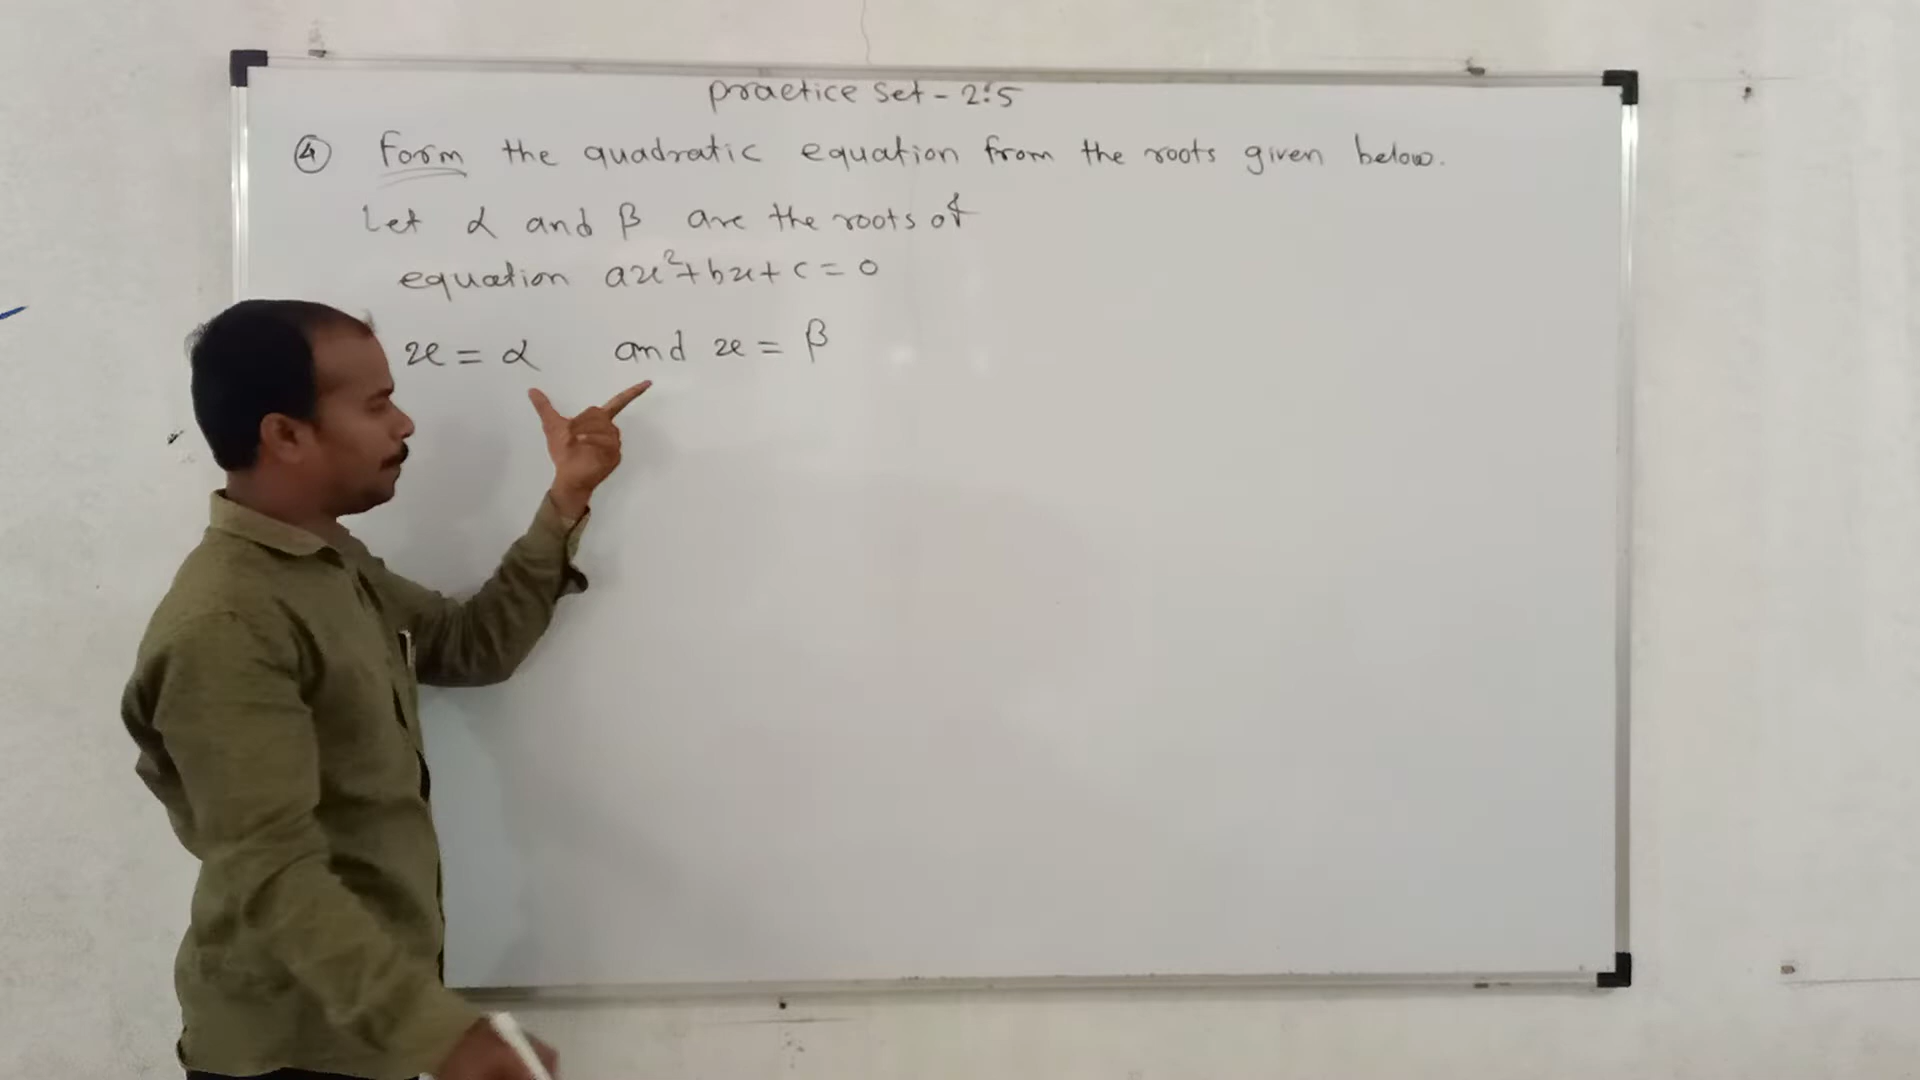 practice Set - 2.5
④ Form the quadratic equation from the roots given below.
Let α and β are the roots of
equation ax²+bx+c=0
x = α and x = β